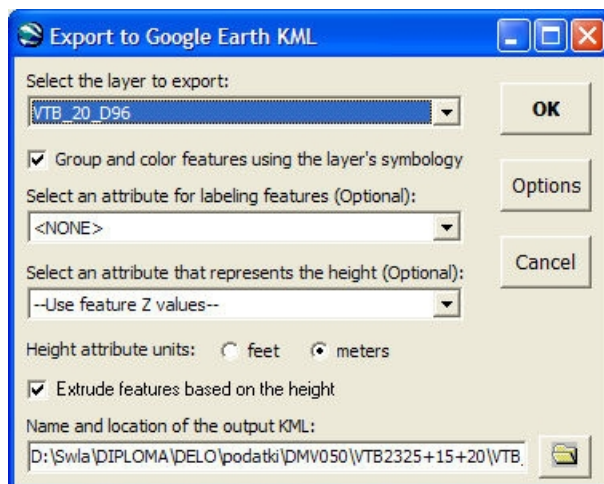 Export to Google Earth KML
Select the layer to export:
VTB_20_D96
OK
Group and color features using the layer's symbology
Options
Select an attribute for labeling features (Optional):
<NONE>
Cancel
Select an attribute that represents the height (Optional):
--Use feature Z values--
Height attribute units: feet meters
Extrude features based on the height
Name and location of the output KML:
D:\Swla\DIPLOMA\DELO\podatki\DMV050\VTB2325+15+20\VTB_